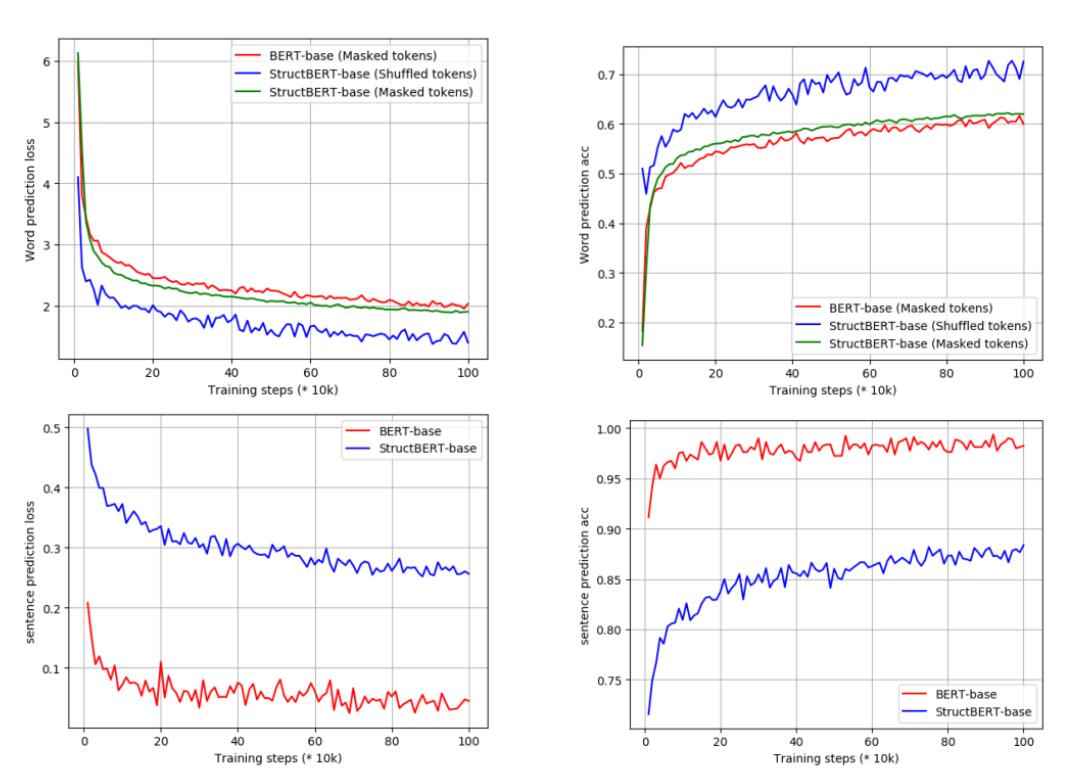 BERT-base (Masked tokens)
StructBERT-base (Shuffled tokens)
StructBERT-base (Masked tokens)
6
5
4
3
2
Word prediction loss
0 20 40 60 80 100
Training steps (* 10k)
0.7
0.6
0.5
0.4
0.3
0.2
Word prediction acc
BERT-base (Masked tokens)
StructBERT-base (Shuffled tokens)
StructBERT-base (Masked tokens)
0 20 40 60 80 100
Training steps (* 10k)
0.5
0.4
0.3
0.2
0.1
sentence prediction loss
BERT-base
StructBERT-base
0 20 40 60 80 100
Training steps (* 10k)
1.00
0.95
0.90
0.85
0.80
0.75
sentence prediction acc
BERT-base
StructBERT-base
0 20 40 60 80 100
Training steps (* 10k)